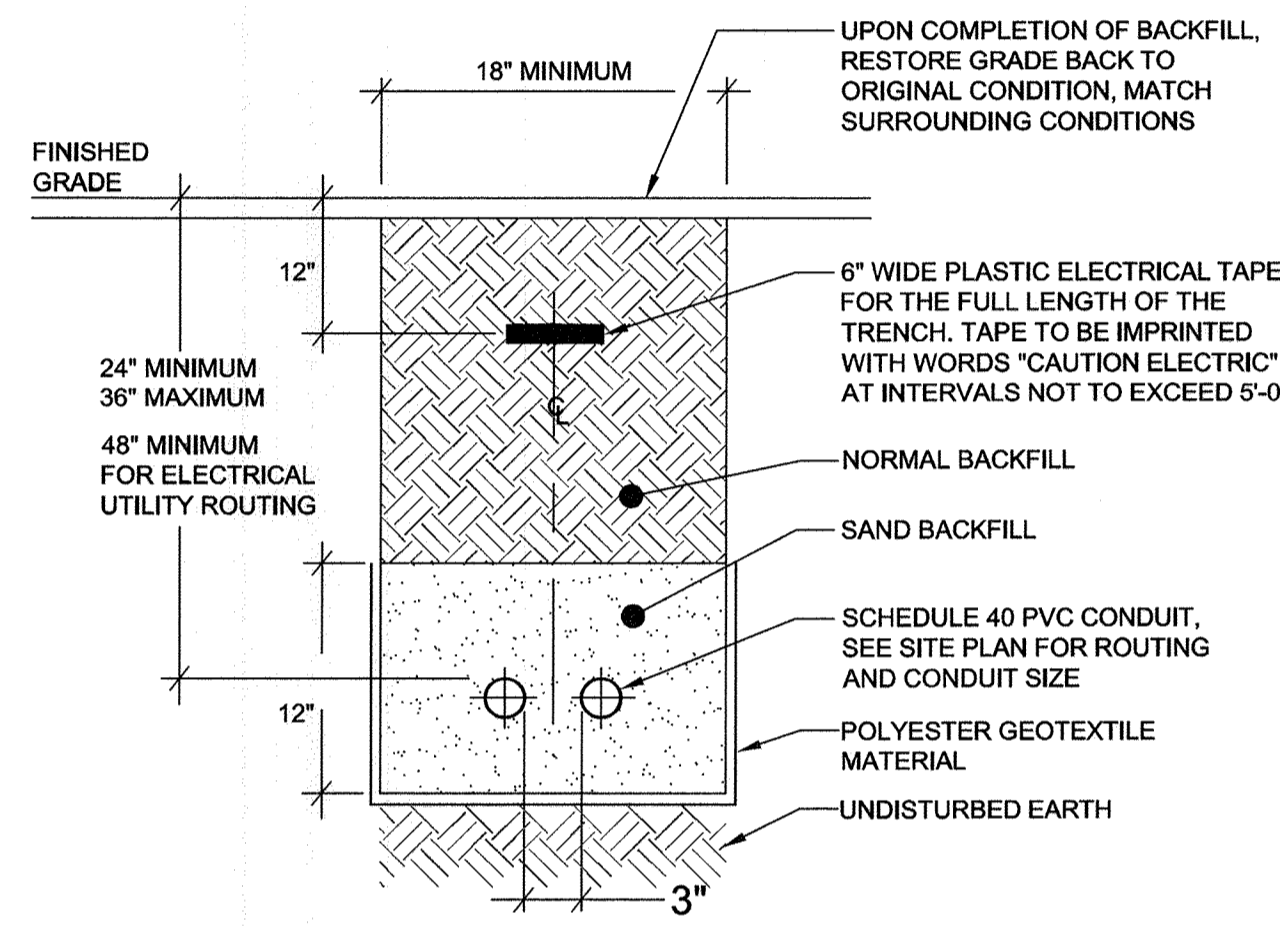 UPON COMPLETION OF BACKFILL,
RESTORE GRADE BACK TO
ORIGINAL CONDITION, MATCH
SURROUNDING CONDITIONS
18" MINIMUM
FINISHED
GRADE
12"
6" WIDE PLASTIC ELECTRICAL TAPE
FOR THE FULL LENGTH OF THE
TRENCH. TAPE TO BE IMPRINTED
WITH WORDS "CAUTION ELECTRIC"
AT INTERVALS NOT TO EXCEED 5'-0
24" MINIMUM
36" MAXIMUM
48" MINIMUM
FOR ELECTRICAL
UTILITY ROUTING
CL
NORMAL BACKFILL
SAND BACKFILL
SCHEDULE 40 PVC CONDUIT,
SEE SITE PLAN FOR ROUTING
AND CONDUIT SIZE
12"
POLYESTER GEOTEXTILE
MATERIAL
UNDISTURBED EARTH
3"